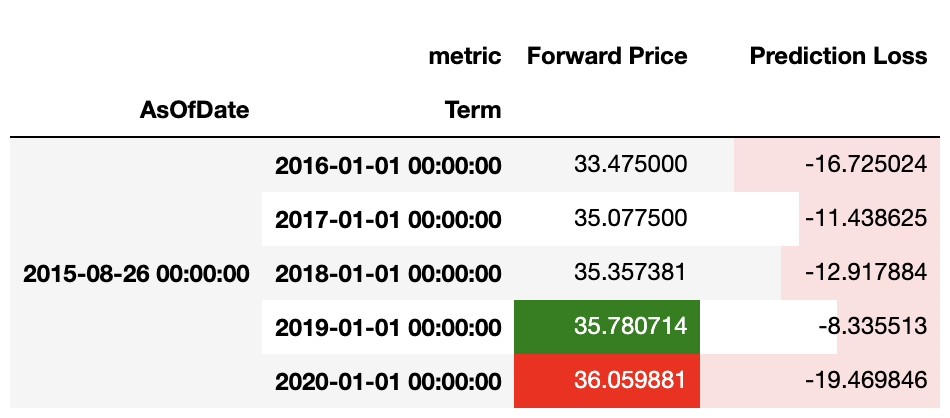 metric Forward Price Prediction Loss
AsOfDate Term
2016-01-01 00:00:00 33.475000 -16.725024
2017-01-01 00:00:00 35.077500 -11.438625
2015-08-26 00:00:00 2018-01-01 00:00:00 35.357381 -12.917884
2019-01-01 00:00:00 35.780714 -8.335513
2020-01-01 00:00:00 36.059881 -19.469846